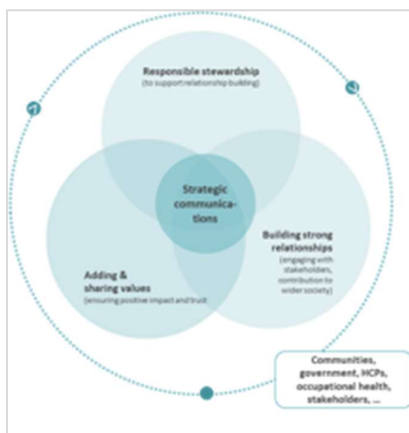 Responsible stewardship
(to support relationship building)
Strategic
communica-
tions
Building strong
relationships
(engaging with
stakeholders,
contribution to
wider society)
Adding &
sharing values
(ensuring positive impact and trust
Communities,
government, HCPs,
occupational health,
stakeholders, ...